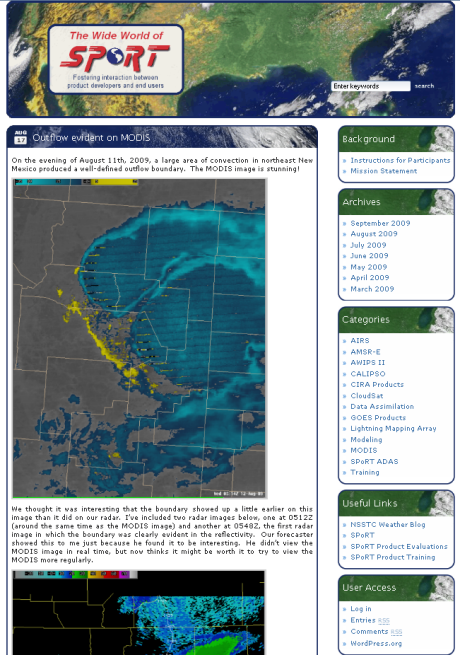 The Wide World of
SPoRT
Fostering interaction between
product developers and end users
Enter keywords
search
AUG
17
Outflow evident on MODIS
On the evening of August 11th, 2009, a large area of convection in northeast New
Mexico produced a well-defined outflow boundary. The MODIS image is stunning!
We thought it was interesting that the boundary showed up a little earlier on this
image than it did on our radar. I've included two radar images below, one at 0512Z
(around the same time as the MODIS image) and another at 0548Z, the first radar
image in which the boundary was clearly evident in the reflectivity. Our forecaster
showed this to me just because he found it to be interesting. He didn't view the
MODIS image in real time, but now thinks it might be worth it to try to view the
MODIS more regularly.
Background
» Instructions for Participants
» Mission Statement
Archives
» September 2009
» August 2009
» July 2009
» June 2009
» May 2009
» April 2009
» March 2009
Categories
» AIRS
» AMSR-E
» AWIPS II
» CALIPSO
» CIRA Products
» CloudSat
» Data Assimilation
» GOES Products
» Lightning Mapping Array
» Modeling
» MODIS
» SPoRT ADAS
» Training
Useful Links
» NSSTC Weather Blog
» SPoRT
» SPoRT Product Evaluations
» SPoRT Product Training
User Access
» Log in
» Entries RSS
» Comments RSS
» WordPress.org